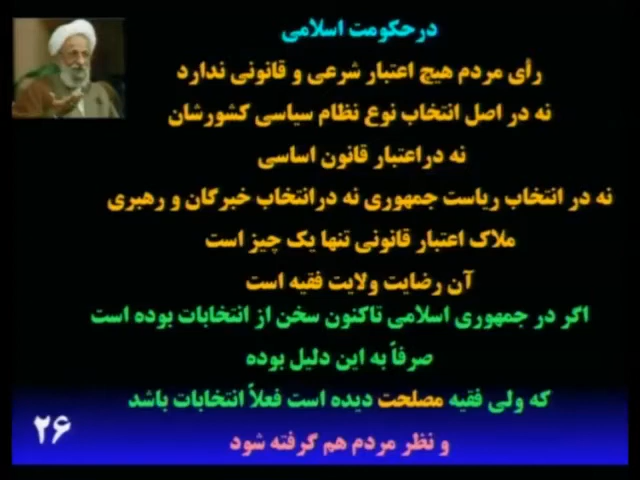 درحکومت اسلامی
رأی مردم هیچ اعتبار شرعی و قانونی ندارد
نه در اصل انتخاب نوع نظام سیاسی کشورشان
نه دراعتبار قانون اساسی
نه در انتخاب ریاست جمهوری نه درانتخاب خبرگان و رهبری
ملاک اعتبار قانونی تنها یک چیز است
آن رضایت ولایت فقیه است
اگر در جمهوری اسلامی تاکنون سخن از انتخابات بوده است
صرفاً به این دلیل بوده
که ولی فقیه مصلحت دیده است فعلاً انتخابات باشد
و نظر مردم هم گرفته شود
۲۶